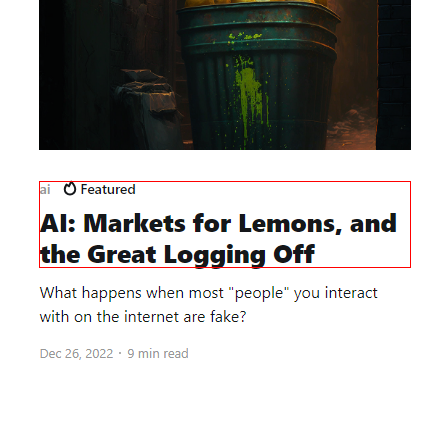 ai Featured
AI: Markets for Lemons, and
the Great Logging Off
What happens when most "people" you interact
with on the internet are fake?
Dec 26, 2022 · 9 min read